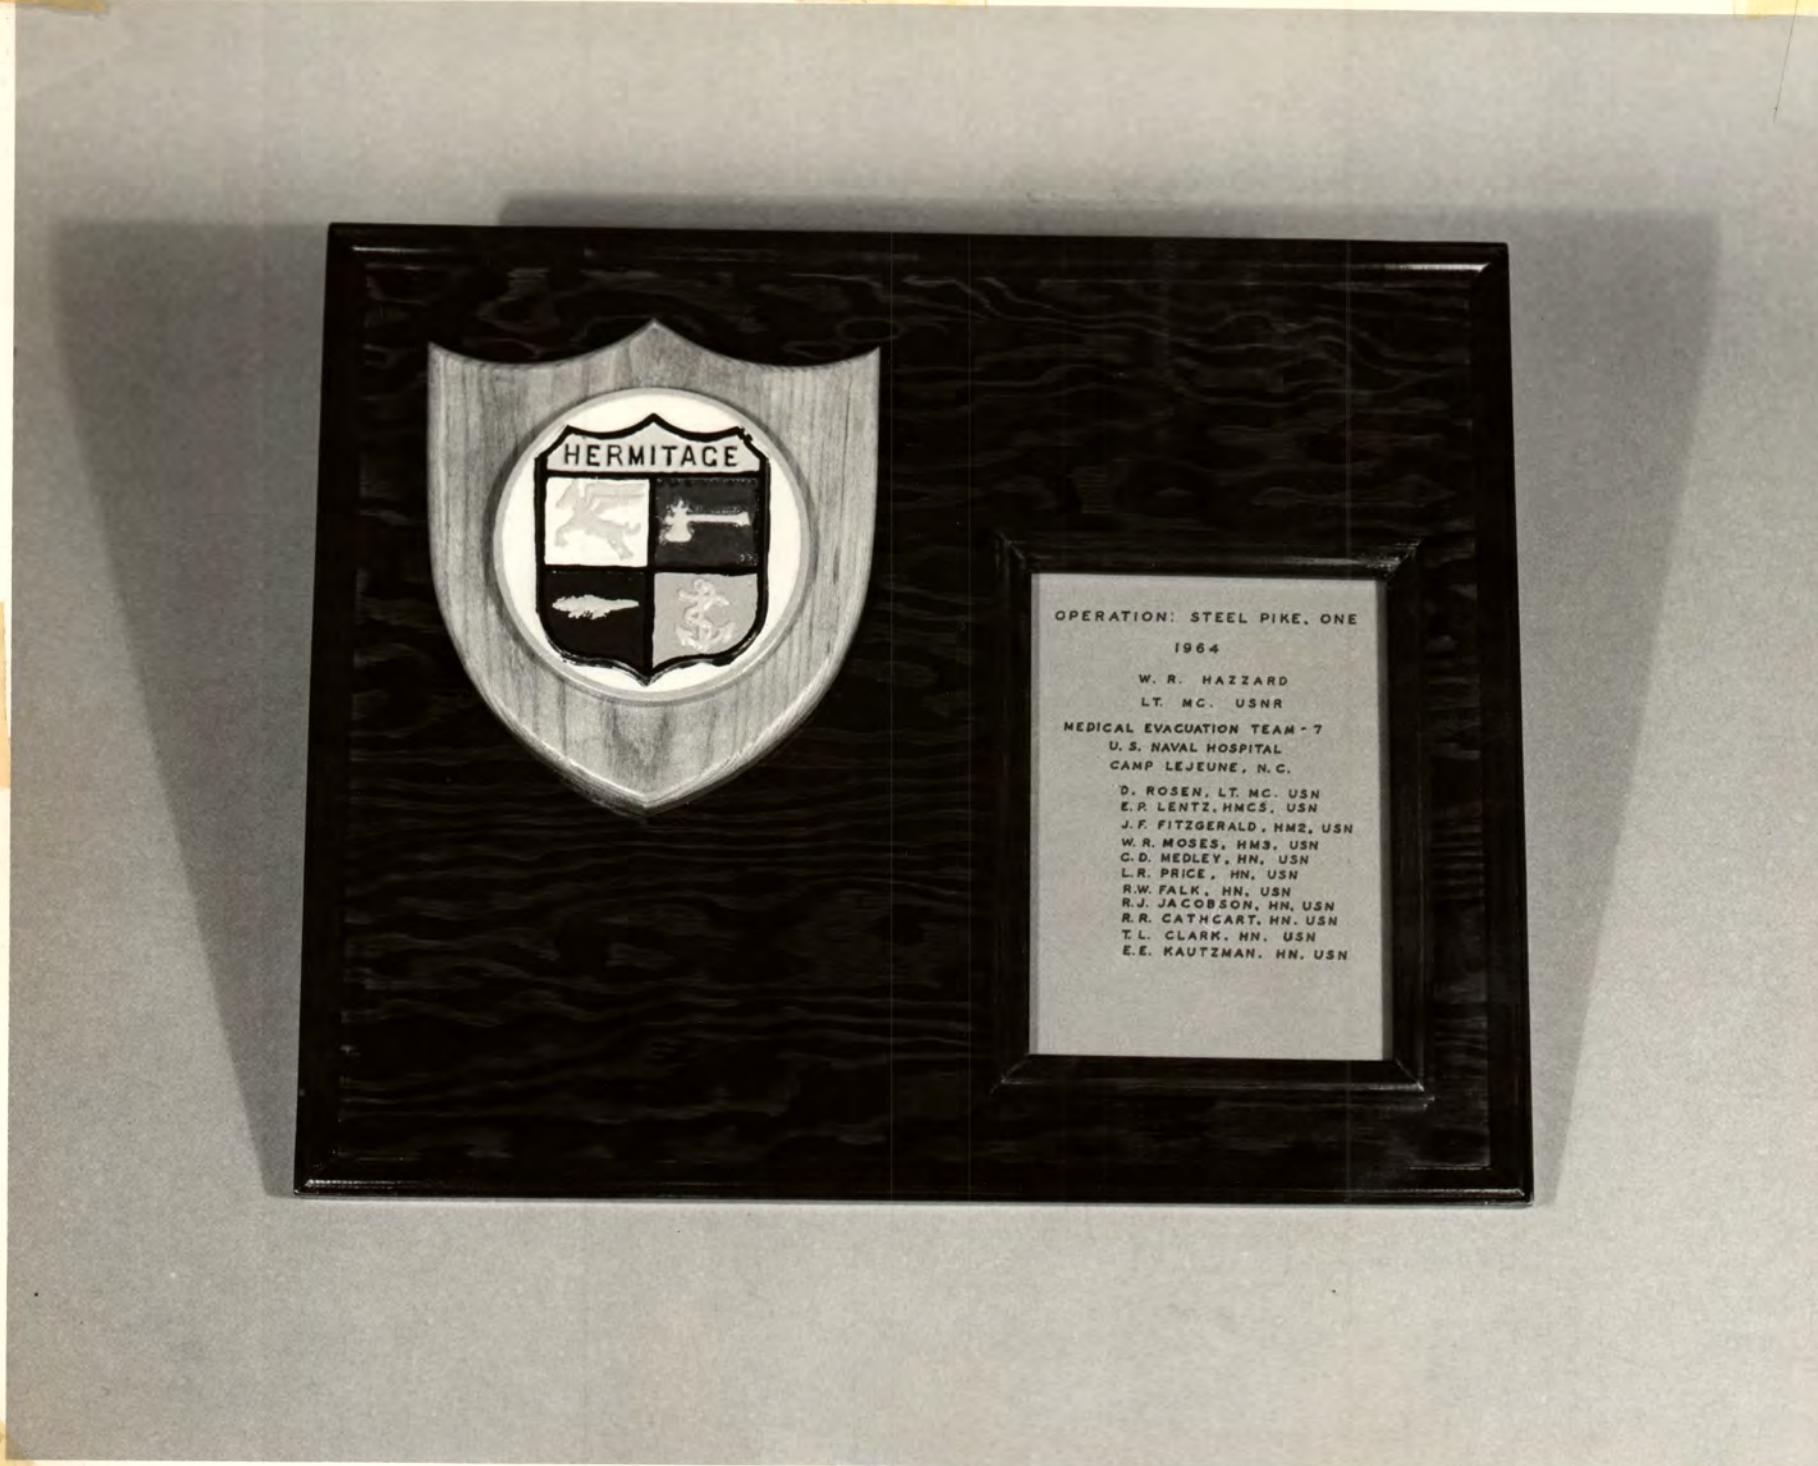 HERMITAGE
OPERATION: STEEL PIKE, ONE
1964
W. R. HAZZARD
LT. MC. USNR
MEDICAL EVACUATION TEAM - 7
U. S. NAVAL HOSPITAL
CAMP LEJEUNE, N. C.
D. ROSEN, LT. MC. USN
E. P. LENTZ, HMCS, USN
J. F. FITZGERALD, HM2, USN
W. R. MOSES, HM3, USN
C. D. MEDLEY, HN, USN
L. R. PRICE, HN, USN
R. W. FALK, HN, USN
R. J. JACOBSON, HN, USN
R. R. CATHCART, HN. USN
T. L. CLARK, HN, USN
E. E. KAUTZMAN. HN, USN